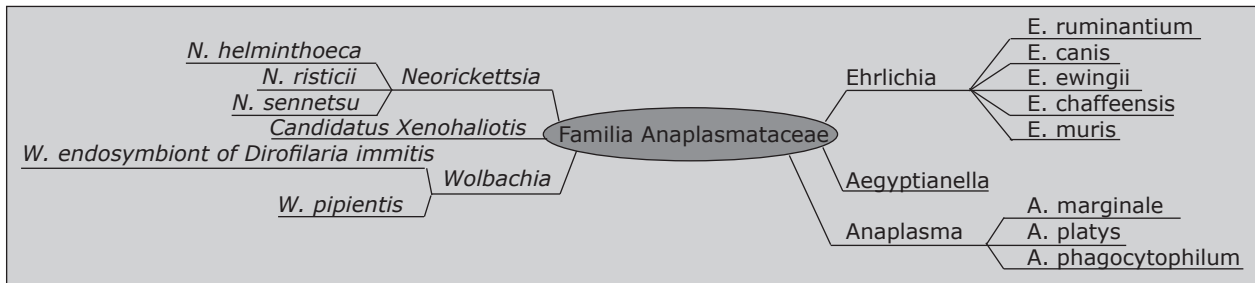 N. helminthoeca
N. risticii
N. sennetsu
Neorickettsia
Candidatus Xenohaliotis
W. endosymbiont of Dirofilaria immitis
W. pipientis
Wolbachia
Familia Anaplasmataceae
Ehrlichia
E. ruminantium
E. canis
E. ewingii
E. chaffeensis
E. muris
Aegyptianella
Anaplasma
A. marginale
A. platys
A. phagocytophilum